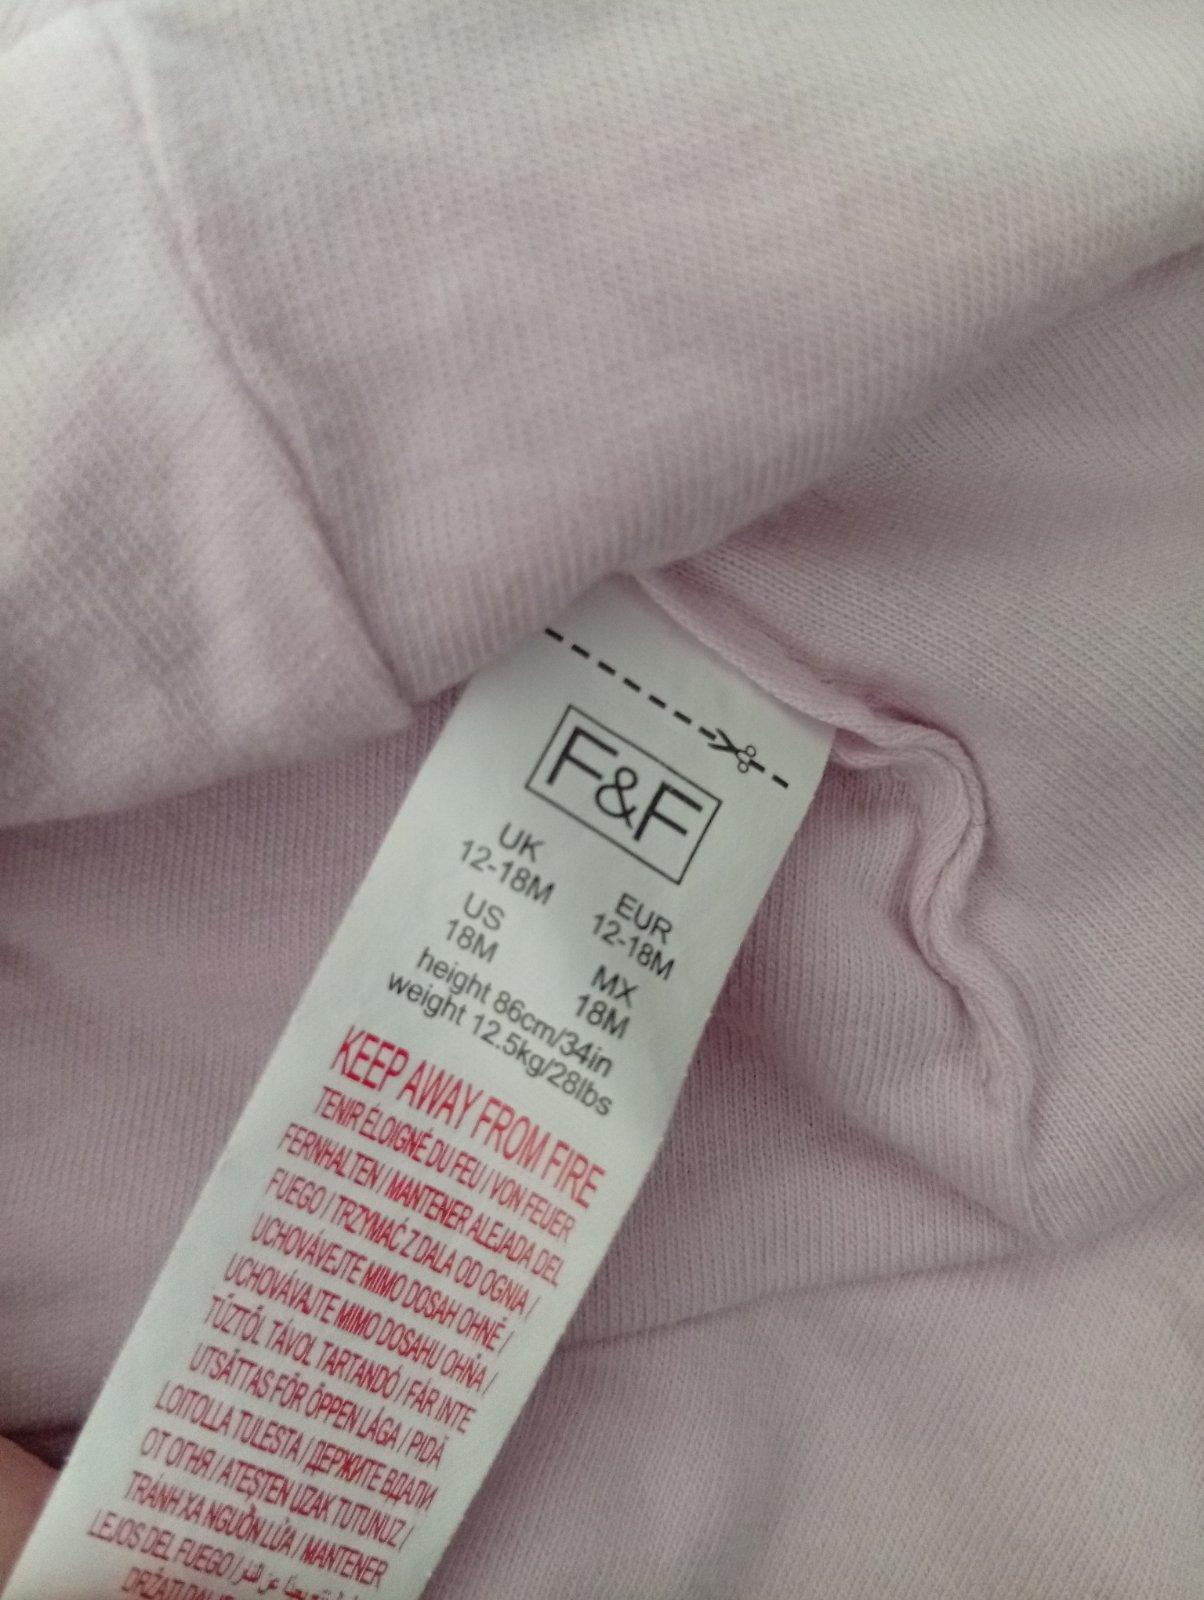 F&F
UK
12-18M
EUR
12-18M
US
18M
MX
18M
height 86cm/34in
weight 12.5kg/28lbs
KEEP AWAY FROM FIRE
TENIR ÉLOIGNÉ DU FEU / VON FEUER
FERNHALTEN / MANTENER ALEJADA DEL
FUEGO / TRZYMAĆ Z DALA OD OGNIA /
UCHOVÁVEJTE MIMO DOSAH OHNĚ /
UCHOVÁVAJTE MIMO DOSAHU OHŇA /
TŰZTŐL TÁVOL TARTANDÓ / FÅR INTE
UTSÄTTAS FÖR ÖPPEN LÅGA / PIDÄ
LOITOLLA TULESTA / ДЕРЖИТЕ ВДАЛИ
ОТ ОГНЯ / ATEŞTEN UZAK TUTUNUZ /
TRÁNH XA NGUỒN LỬA / MANTENER
LEJOS DEL FUEGO /
DRŽATI